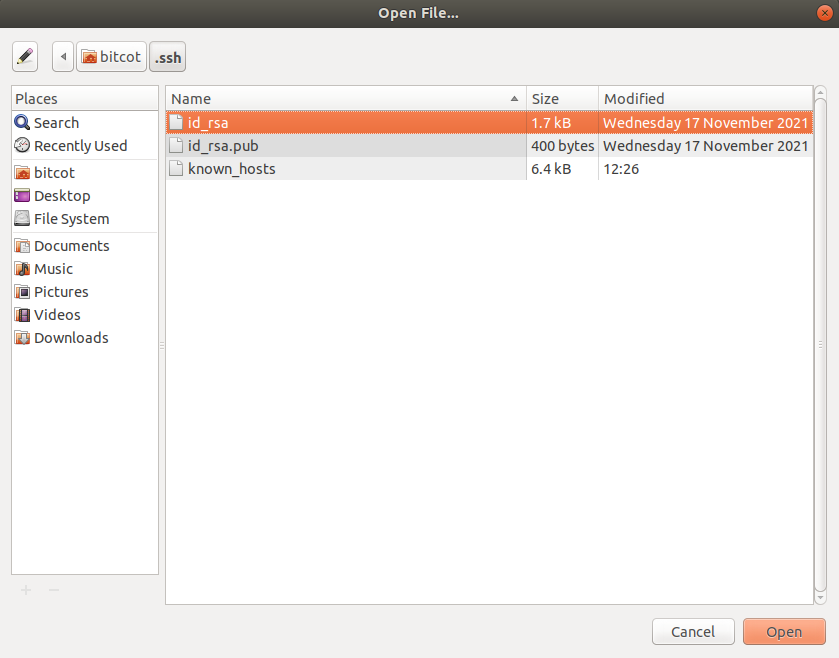 Open File...
bitcot .ssh
Places
Search
Recently Used
bitcot
Desktop
File System
Documents
Music
Pictures
Videos
Downloads
Name Size Modified
id_rsa 1.7 kB Wednesday 17 November 2021
id_rsa.pub 400 bytes Wednesday 17 November 2021
known_hosts 6.4 kB 12:26
Cancel Open